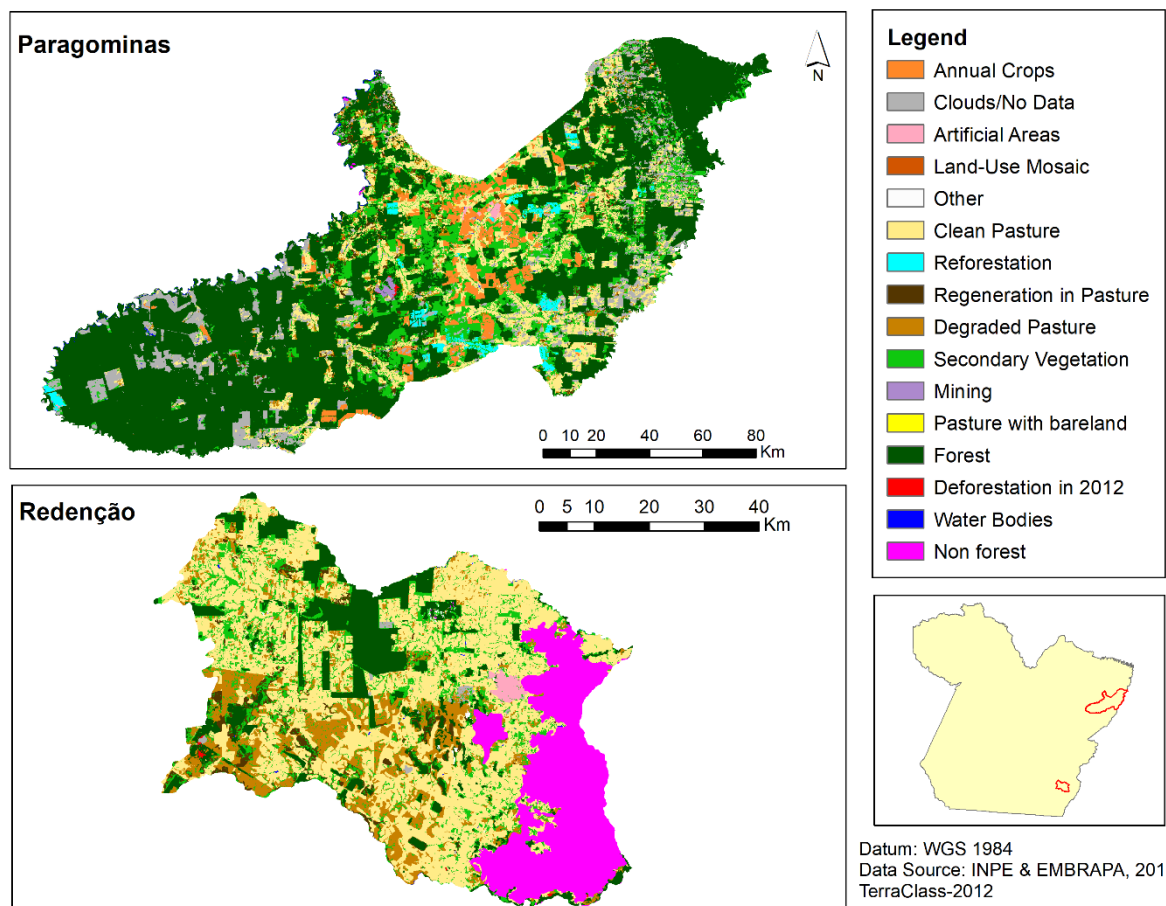 Paragominas
N
0 20 40 60 80
Km
Redenção
0 5 10 20 30 40
Km
Legend
Annual Crops
Clouds/No Data
Artificial Areas
Land-Use Mosaic
Other
Clean Pasture
Reforestation
Regeneration in Pasture
Degraded Pasture
Secondary Vegetation
Mining
Pasture with bareland
Forest
Deforestation in 2012
Water Bodies
Non forest
Datum: WGS 1984
Data Source: INPE & EMBRAPA, 201
TerraClass-2012